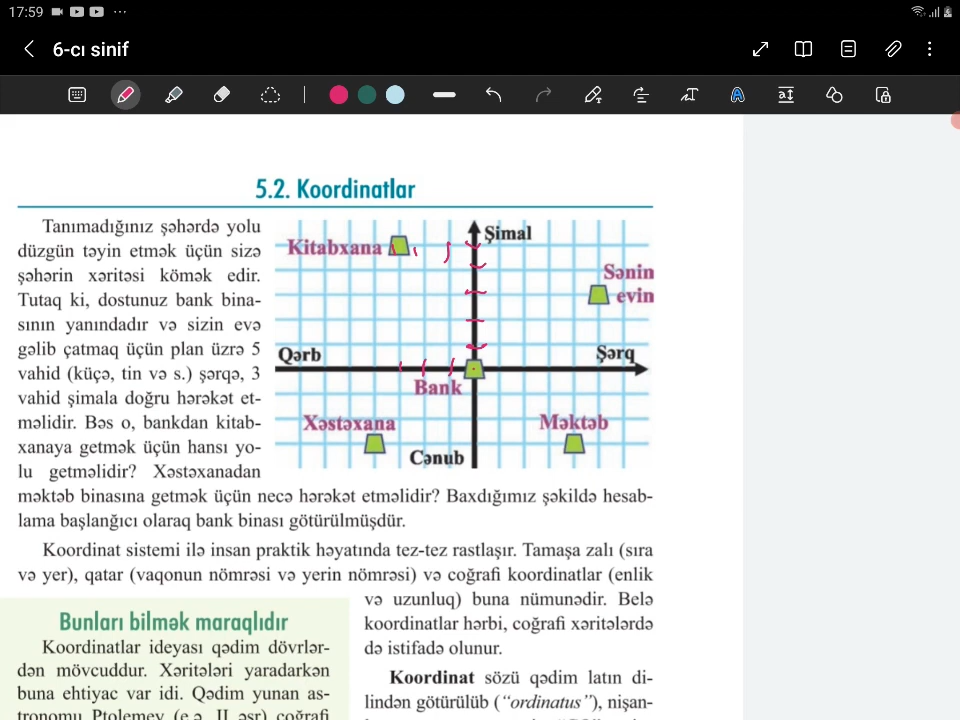 17:59
6-cı sinif
5.2. Koordinatlar
Tanımadığınız şəhərdə yolu
düzgün təyin etmək üçün sizə
şəhərin xəritəsi kömək edir.
Tutaq ki, dostunuz bank bina-
sının yanındadır və sizin evə
gəlib çatmaq üçün plan üzrə 5
vahid (küçə, tin və s.) şərqə, 3
vahid şimala doğru hərəkət et-
məlidir. Bəs o, bankdan kitab-
xanaya getmək üçün hansı yo-
lu getməlidir? Xəstəxanadan
məktəb binasına getmək üçün necə hərəkət etməlidir? Baxdığımız şəkildə hesab-
lama başlanğıcı olaraq bank binası götürülmüşdür.
Şimal
Kitabxana
Sənin
evin
Qərb
Şərq
Bank
Xəstəxana
Məktəb
Cənub
Koordinat sistemi ilə insan praktik həyatında tez-tez rastlaşır. Tamaşa zalı (sıra
və yer), qatar (vaqonun nömrəsi və yerin nömrəsi) və coğrafi koordinatlar (enlik
və uzunluq) buna nümunədir. Belə
koordinatlar hərbi, coğrafi xəritələrdə
də istifadə olunur.
Koordinat sözü qədim latın di-
lindən götürülüb (“ordinatus”), nişan-
Bunları bilmək maraqlıdır
Koordinatlar ideyası qədim dövrlər-
dən mövcuddur. Xəritələri yaradarkən
buna ehtiyac var idi. Qədim yunan as-
tronomu Ptolemey (e.ə. II əsr) coğrafi